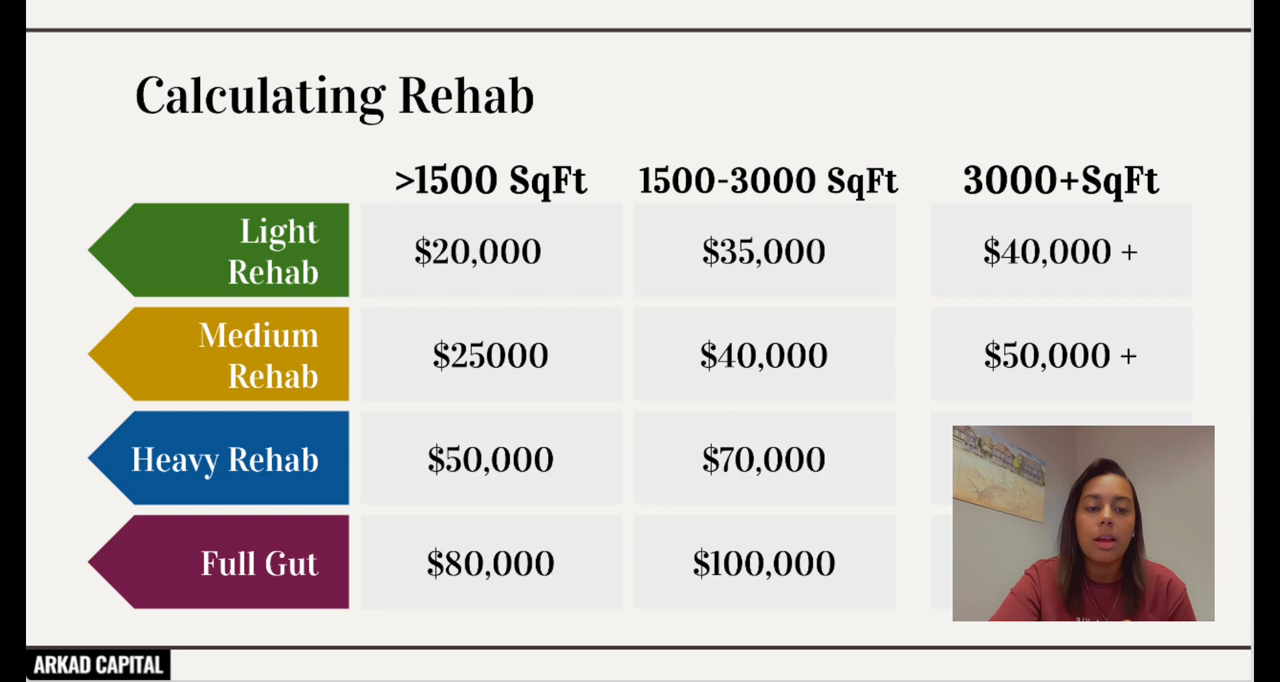 Calculating Rehab
>1500 SqFt 1500-3000 SqFt 3000+SqFt
Light
Rehab
$20,000 $35,000 $40,000 +
Medium
Rehab
$25000 $40,000 $50,000 +
Heavy Rehab $50,000 $70,000
Full Gut $80,000 $100,000
ARKAD CAPITAL